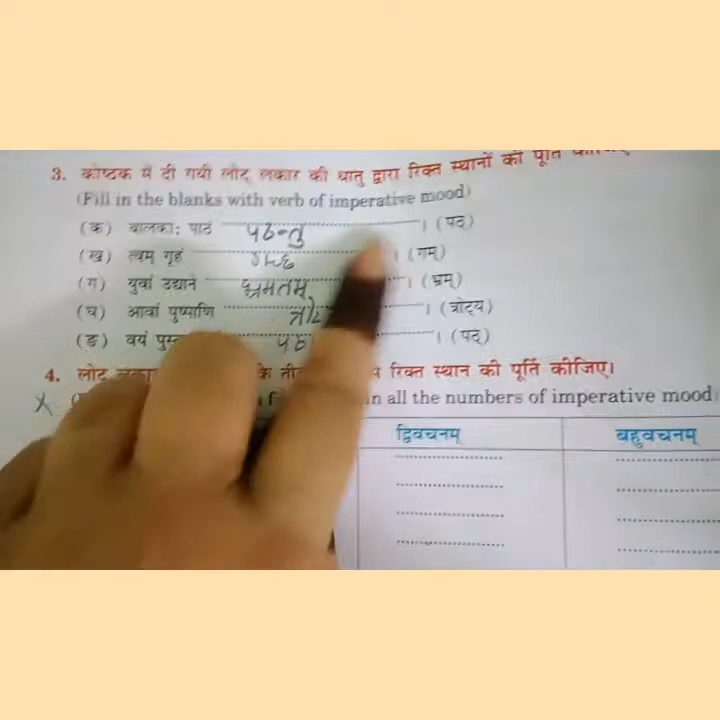 3. कोष्ठक में दी गयी लोट् लकार की धातु द्वारा रिक्त स्थानों की पूर्ति
(Fill in the blanks with verb of imperative mood)
(क) बालकाः पाठं पठन्तु । (पठ्)
(ख) त्वम् गृहं गच्छ । (गम्)
(ग) युवां उद्याने भ्रमतम् । (भ्रम्)
(घ) आवां पुष्पाणि । (त्रोट्य)
(ङ) वयं । (पठ्)
4. लोट् रिक्त स्थान की पूर्ति कीजिए।
in all the numbers of imperative mood)
द्विवचनम् बहुवचनम्